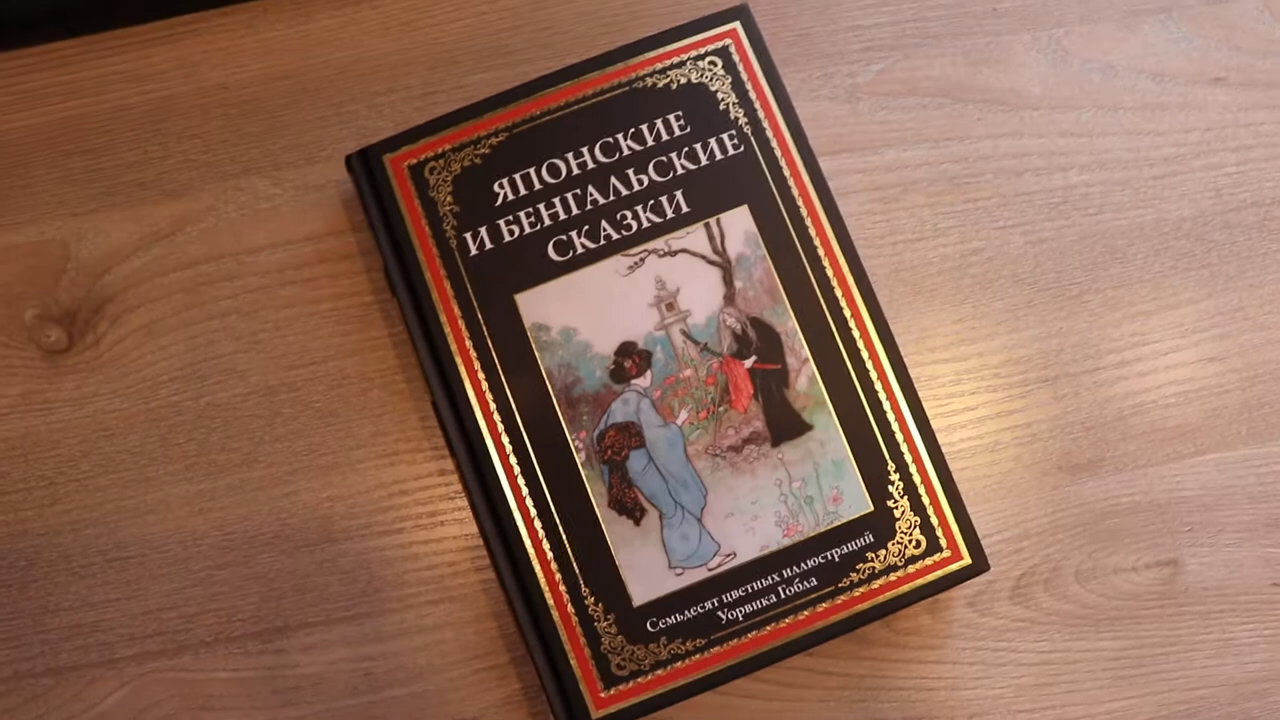 ЯПОНСКИЕ
И БЕНГАЛЬСКИЕ
СКАЗКИ
Семьдесят цветных иллюстраций
Уорвика Гобла